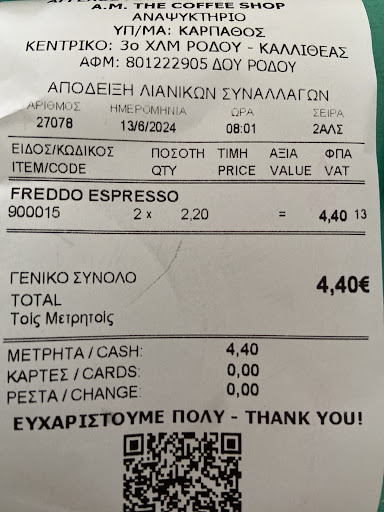 A.M. THE COFFEE SHOP
ΑΝΑΨΥΚΤΗΡΙΟ
ΥΠ/ΜΑ: ΚΑΡΠΑΘΟΣ
ΚΕΝΤΡΙΚΟ: 3ο ΧΛΜ ΡΟΔΟΥ - ΚΑΛΛΙΘΕΑΣ
ΑΦΜ: 801222905 ΔΟΥ ΡΟΔΟΥ
ΑΠΟΔΕΙΞΗ ΛΙΑΝΙΚΩΝ ΣΥΝΑΛΛΑΓΩΝ
ΑΡΙΘΜΟΣ ΗΜΕΡΟΜΗΝΙΑ ΩΡΑ ΣΕΙΡΑ
27078 13/6/2024 08:01 2ΑΛΣ
ΕΙΔΟΣ/ΚΩΔΙΚΟΣ ΠΟΣΟΤΗ ΤΙΜΗ ΑΞΙΑ ΦΠΑ
ITEM/CODE QTY PRICE VALUE VAT
FREDDO ESPRESSO
900015 2 x 2,20 = 4,40 13
ΓΕΝΙΚΟ ΣΥΝΟΛΟ 4,40€
TOTAL
Τοίς Μετρητοίς
ΜΕΤΡΗΤΑ / CASH: 4,40
ΚΑΡΤΕΣ / CARDS: 0,00
ΡΕΣΤΑ / CHANGE: 0,00
ΕΥΧΑΡΙΣΤΟΥΜΕ ΠΟΛΥ - THANK YOU!